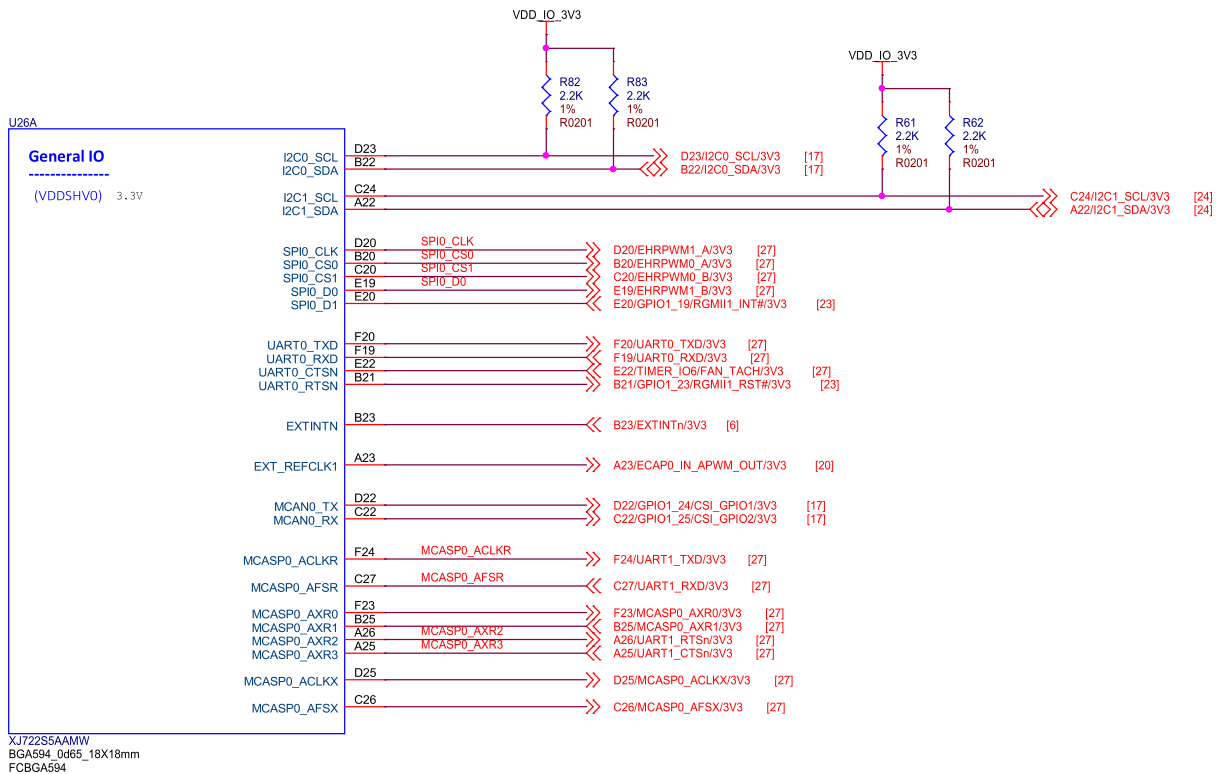 VDD_IO_3V3
VDD_IO_3V3
R82
2.2K
1%
R0201
R83
2.2K
1%
R0201
R61
2.2K
1%
R0201
R62
2.2K
1%
R0201
U26A
General IO
---------------
(VDDSHV0) 3.3V
I2C0_SCL D23 D23/I2C0_SCL/3V3 [17]
I2C0_SDA B22 B22/I2C0_SDA/3V3 [17]
I2C1_SCL C24 C24/I2C1_SCL/3V3 [24]
I2C1_SDA A22 A22/I2C1_SDA/3V3 [24]
SPI0_CLK D20 SPI0_CLK D20/EHRPWM1_A/3V3 [27]
SPI0_CS0 B20 SPI0_CS0 B20/EHRPWM0_A/3V3 [27]
SPI0_CS1 C20 SPI0_CS1 C20/EHRPWM0_B/3V3 [27]
SPI0_D0 E19 SPI0_D0 E19/EHRPWM1_B/3V3 [27]
SPI0_D1 E20 E20/GPIO1_19/RGMII1_INT#/3V3 [23]
UART0_TXD F20 F20/UART0_TXD/3V3 [27]
UART0_RXD F19 F19/UART0_RXD/3V3 [27]
UART0_CTSN E22 E22/TIMER_IO6/FAN_TACH/3V3 [27]
UART0_RTSN B21 B21/GPIO1_23/RGMII1_RST#/3V3 [23]
EXTINTN B23 B23/EXTINTn/3V3 [6]
EXT_REFCLK1 A23 A23/ECAP0_IN_APWM_OUT/3V3 [20]
MCAN0_TX D22 D22/GPIO1_24/CSI_GPIO1/3V3 [17]
MCAN0_RX C22 C22/GPIO1_25/CSI_GPIO2/3V3 [17]
MCASP0_ACLKR F24 MCASP0_ACLKR F24/UART1_TXD/3V3 [27]
MCASP0_AFSR C27 MCASP0_AFSR C27/UART1_RXD/3V3 [27]
MCASP0_AXR0 F23 F23/MCASP0_AXR0/3V3 [27]
MCASP0_AXR1 B25 B25/MCASP0_AXR1/3V3 [27]
MCASP0_AXR2 A26 MCASP0_AXR2 A26/UART1_RTSn/3V3 [27]
MCASP0_AXR3 A25 MCASP0_AXR3 A25/UART1_CTSn/3V3 [27]
MCASP0_ACLKX D25 D25/MCASP0_ACLKX/3V3 [27]
MCASP0_AFSX C26 C26/MCASP0_AFSX/3V3 [27]
XJ722S5AAMW
BGA594_0d65_18X18mm
FCBGA594